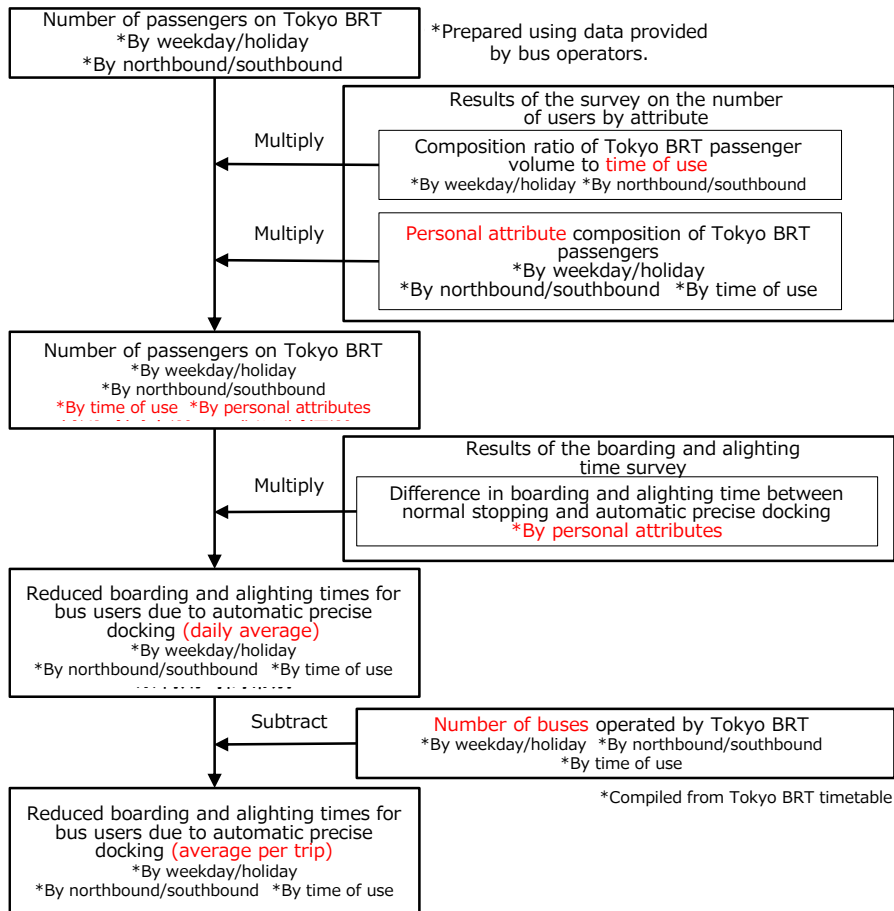 Number of passengers on Tokyo BRT
*By weekday/holiday
*By northbound/southbound
*Prepared using data provided
by bus operators.
Results of the survey on the number
of users by attribute
Multiply
Composition ratio of Tokyo BRT passenger
volume to time of use
*By weekday/holiday *By northbound/southbound
Multiply
Personal attribute composition of Tokyo BRT
passengers
*By weekday/holiday
*By northbound/southbound *By time of use
Number of passengers on Tokyo BRT
*By weekday/holiday
*By northbound/southbound
*By time of use *By personal attributes
Results of the boarding and alighting
time survey
Multiply
Difference in boarding and alighting time between
normal stopping and automatic precise docking
*By personal attributes
Reduced boarding and alighting times for
bus users due to automatic precise
docking (daily average)
*By weekday/holiday
*By northbound/southbound *By time of use
Subtract
Number of buses operated by Tokyo BRT
*By weekday/holiday *By northbound/southbound
*By time of use
*Compiled from Tokyo BRT timetable
Reduced boarding and alighting times for
bus users due to automatic precise
docking (average per trip)
*By weekday/holiday
*By northbound/southbound *By time of use